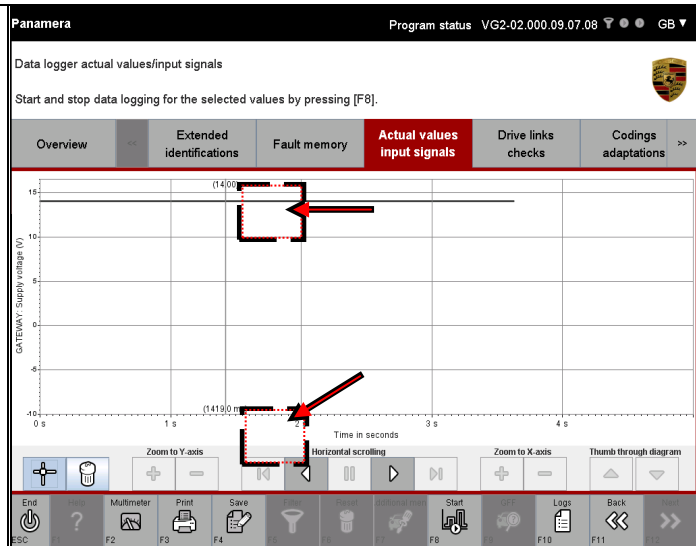 Panamera
Program status VG2-02.000.09.07.08 GB ▼
Data logger actual values/input signals
Start and stop data logging for the selected values by pressing [F8].
Overview << Extended identifications Fault memory Actual values input signals Drive links checks Codings adaptations >>
GATEWAY: Supply voltage (V)
15
10
5
0
-5
-10
(14.00)
(1419,0 m
0 s 1 s 2 3 s 4 s
Time in seconds
Zoom to Y-axis Horizontal scrolling Zoom to X-axis Thumb through diagram
End Help Multimeter Print Save Filter Reset Start OFF Logs Back Next
ESC F1 F2 F3 F4 F7 F8 F9 F10 F11 F12